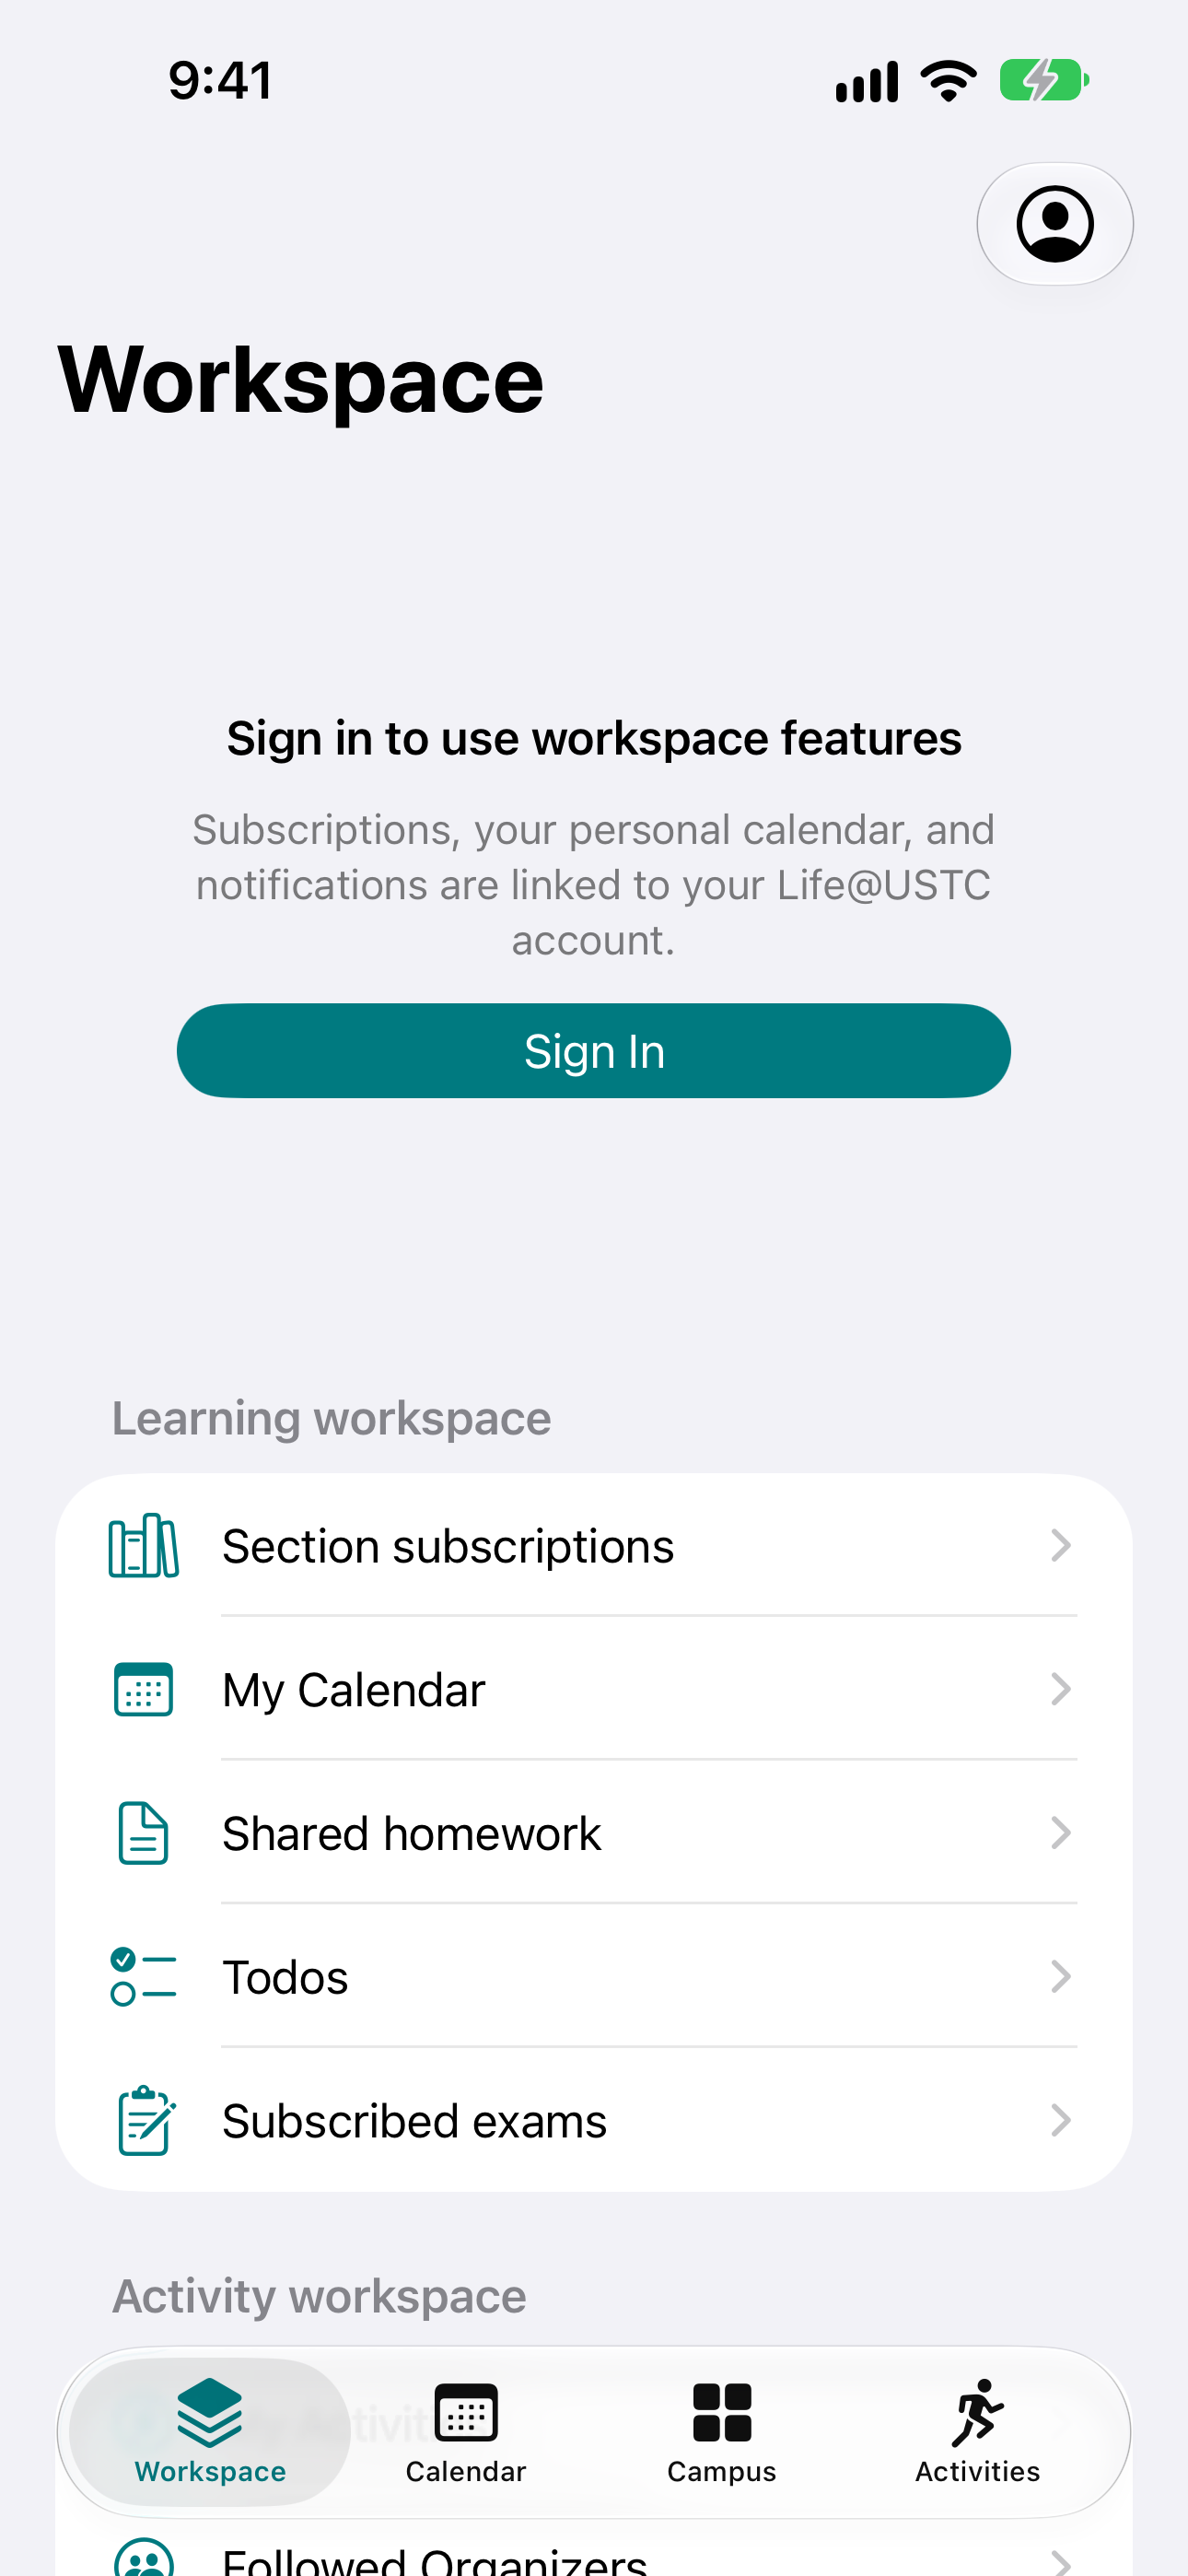 9:41
Workspace
Sign in to use workspace features
Subscriptions, your personal calendar, and
notifications are linked to your Life@USTC
account.
Sign In
Learning workspace
Section subscriptions
My Calendar
Shared homework
Todos
Subscribed exams
Activity workspace
Workspace
Calendar
Campus
Activities
Followed Organizers